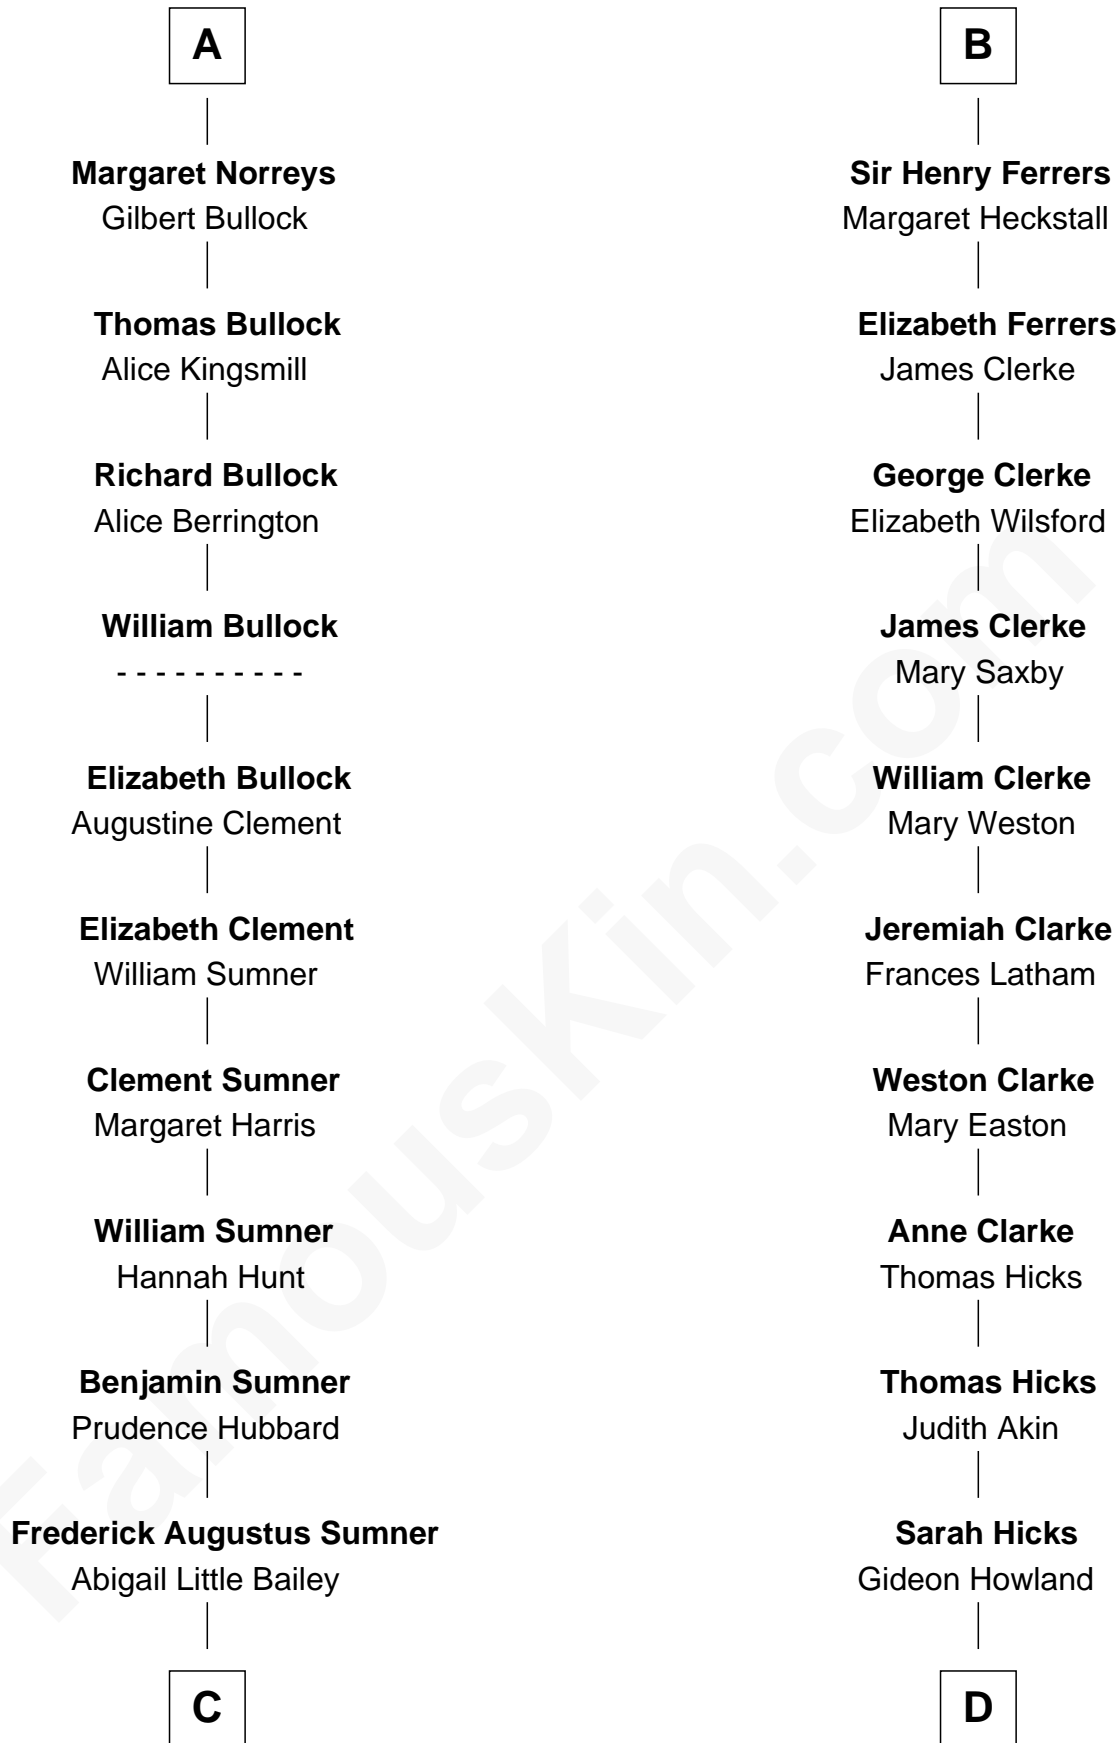 A
Margaret Norreys
Gilbert Bullock
Thomas Bullock
Alice Kingsmill
Richard Bullock
Alice Berrington
William Bullock
- - - - - - - - - -
Elizabeth Bullock
Augustine Clement
Elizabeth Clement
William Sumner
Clement Sumner
Margaret Harris
William Sumner
Hannah Hunt
Benjamin Sumner
Prudence Hubbard
Frederick Augustus Sumner
Abigail Little Bailey
C
B
Sir Henry Ferrers
Margaret Heckstall
Elizabeth Ferrers
James Clerke
George Clerke
Elizabeth Wilsford
James Clerke
Mary Saxby
William Clerke
Mary Weston
Jeremiah Clarke
Frances Latham
Weston Clarke
Mary Easton
Anne Clarke
Thomas Hicks
Thomas Hicks
Judith Akin
Sarah Hicks
Gideon Howland
D
FamousKin.com